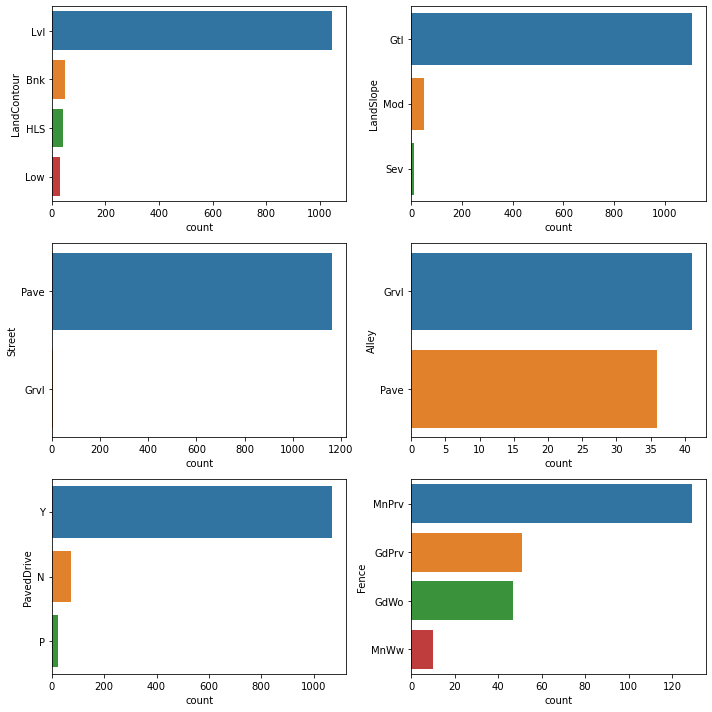 LandContour
Lvl
Bnk
HLS
Low
0 200 400 600 800 1000
count
LandSlope
Gtl
Mod
Sev
0 200 400 600 800 1000
count
Street
Pave
Grvl
0 200 400 600 800 1000 1200
count
Alley
Grvl
Pave
0 5 10 15 20 25 30 35 40
count
PavedDrive
Y
N
P
0 200 400 600 800 1000
count
Fence
MnPrv
GdPrv
GdWo
MnWw
0 20 40 60 80 100 120
count